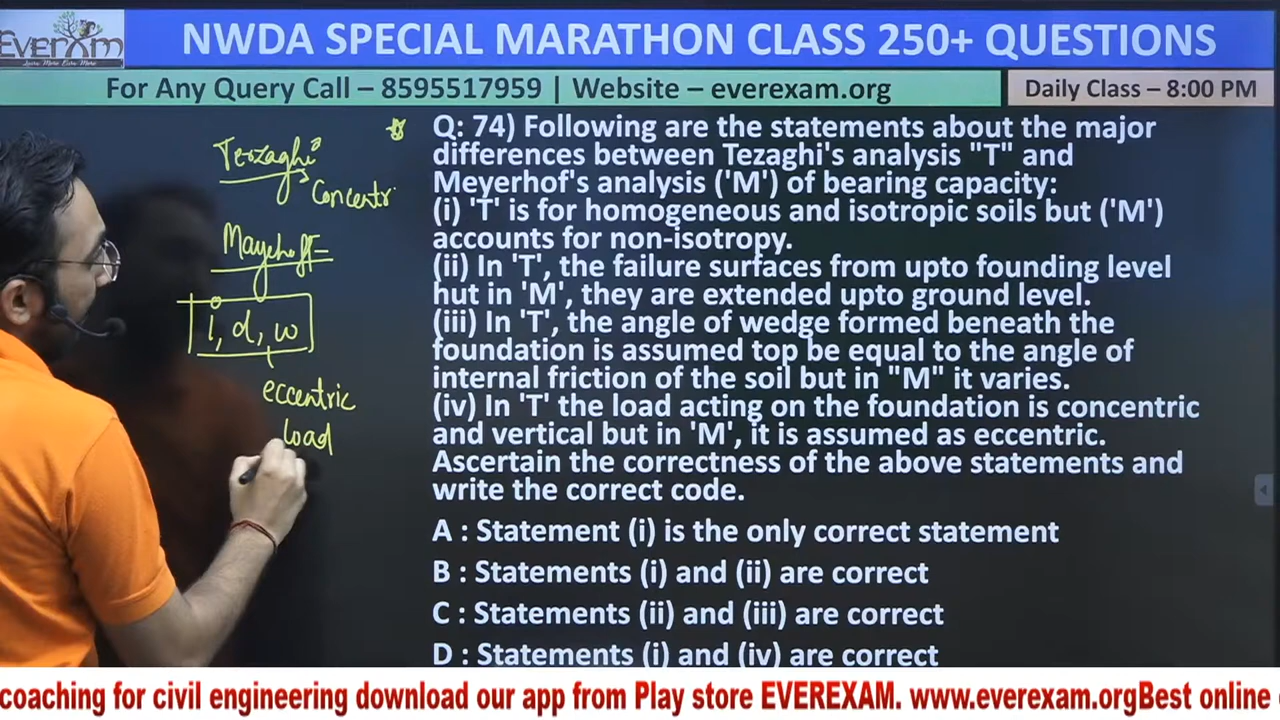 EverExam
NWDA SPECIAL MARATHON CLASS 250+ QUESTIONS
For Any Query Call – 8595517959 | Website – everexam.org
Daily Class – 8:00 PM
Terzaghi
Concentri
Mayehoff
i, d, w
eccentric
load
Q: 74) Following are the statements about the major
differences between Tezaghi's analysis "T" and
Meyerhof's analysis ('M') of bearing capacity:
(i) 'T' is for homogeneous and isotropic soils but ('M')
accounts for non-isotropy.
(ii) In 'T', the failure surfaces from upto founding level
hut in 'M', they are extended upto ground level.
(iii) In 'T', the angle of wedge formed beneath the
foundation is assumed top be equal to the angle of
internal friction of the soil but in "M" it varies.
(iv) In 'T' the load acting on the foundation is concentric
and vertical but in 'M', it is assumed as eccentric.
Ascertain the correctness of the above statements and
write the correct code.
A : Statement (i) is the only correct statement
B : Statements (i) and (ii) are correct
C : Statements (ii) and (iii) are correct
D : Statements (i) and (iv) are correct
coaching for civil engineering download our app from Play store EVEREXAM. www.everexam.orgBest online